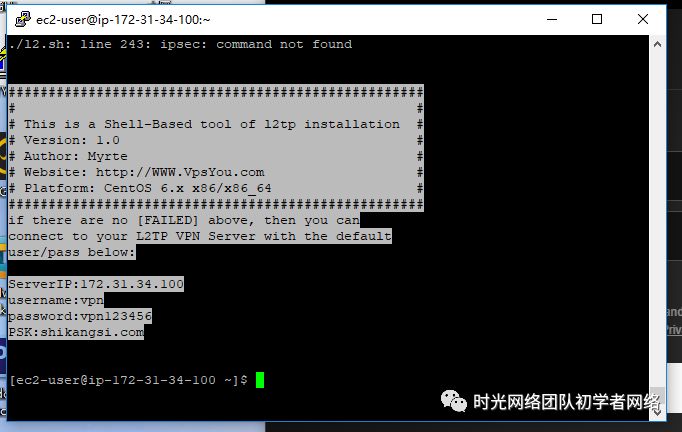 ec2-user@ip-172-31-34-100:~
./l2.sh: line 243: ipsec: command not found
####################################################
# #
# This is a Shell-Based tool of l2tp installation #
# Version: 1.0 #
# Author: Myrte #
# Website: http://WWW.VpsYou.com #
# Platform: CentOS 6.x x86/x86_64 #
####################################################
if there are no [FAILED] above, then you can
connect to your L2TP VPN Server with the default
user/pass below:
ServerIP:172.31.34.100
username:vpn
password:vpn123456
PSK:shikangsi.com
[ec2-user@ip-172-31-34-100 ~]$
时光网络团队初学者网络